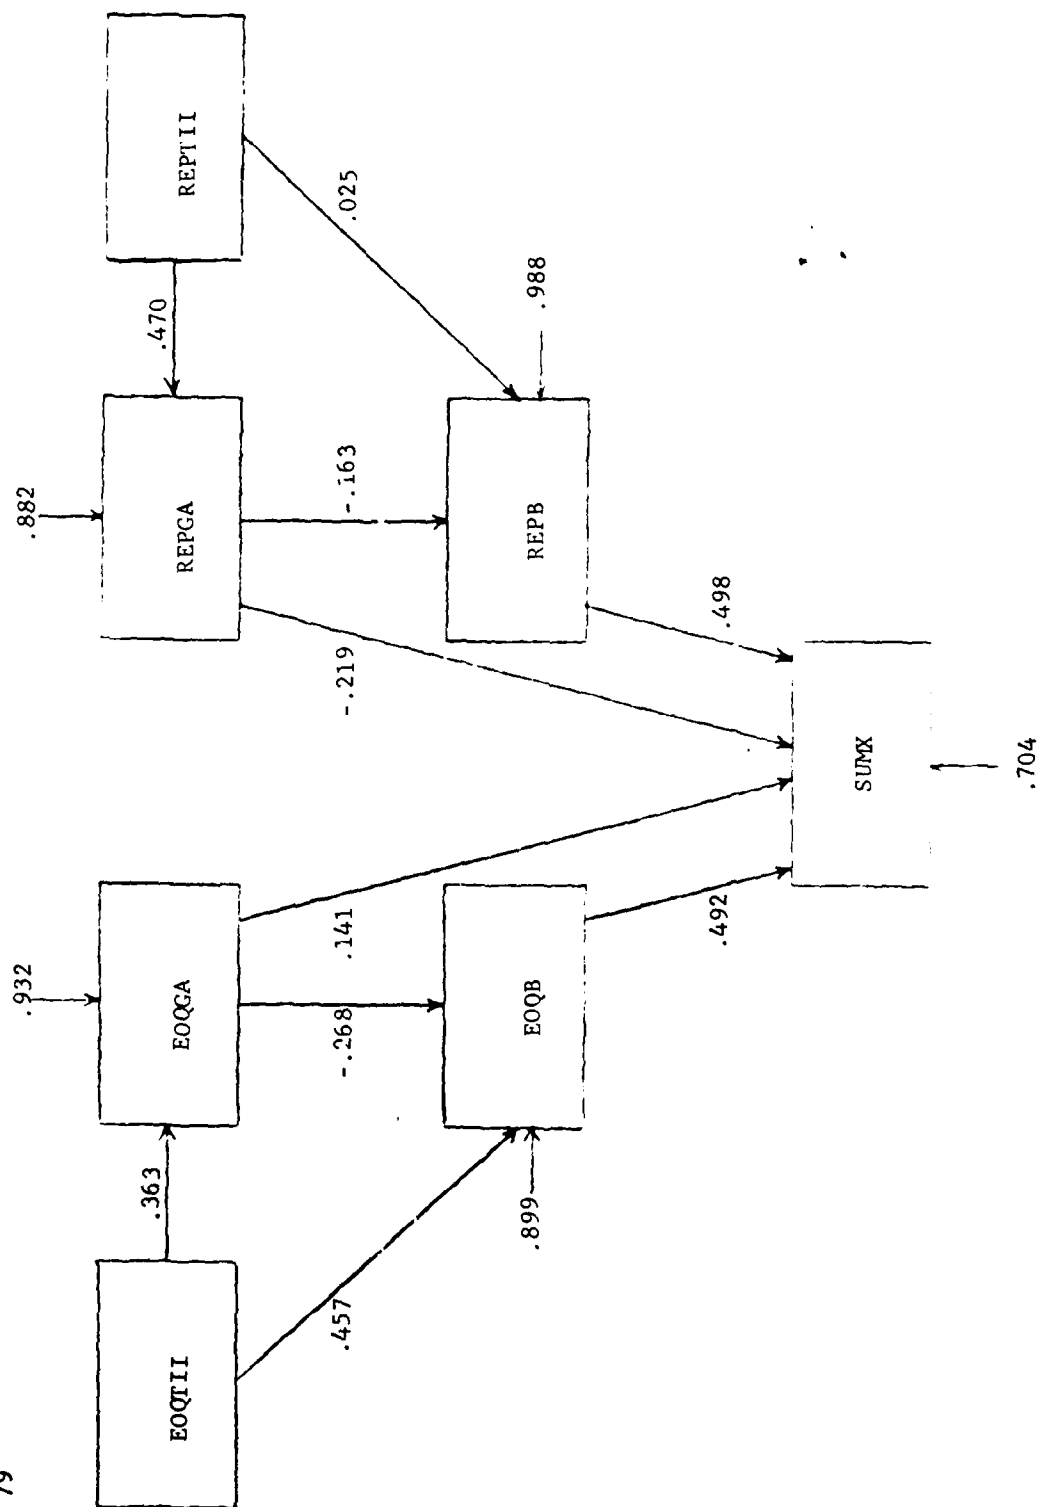 79
.932
.882
.363
.470
EOQTII
EOQGA
REPGA
REPTII
.457
-.268
.141
-.219
-.163
.025
.899
EOQB
REPB
.988
.492
.498
SUMX
.704